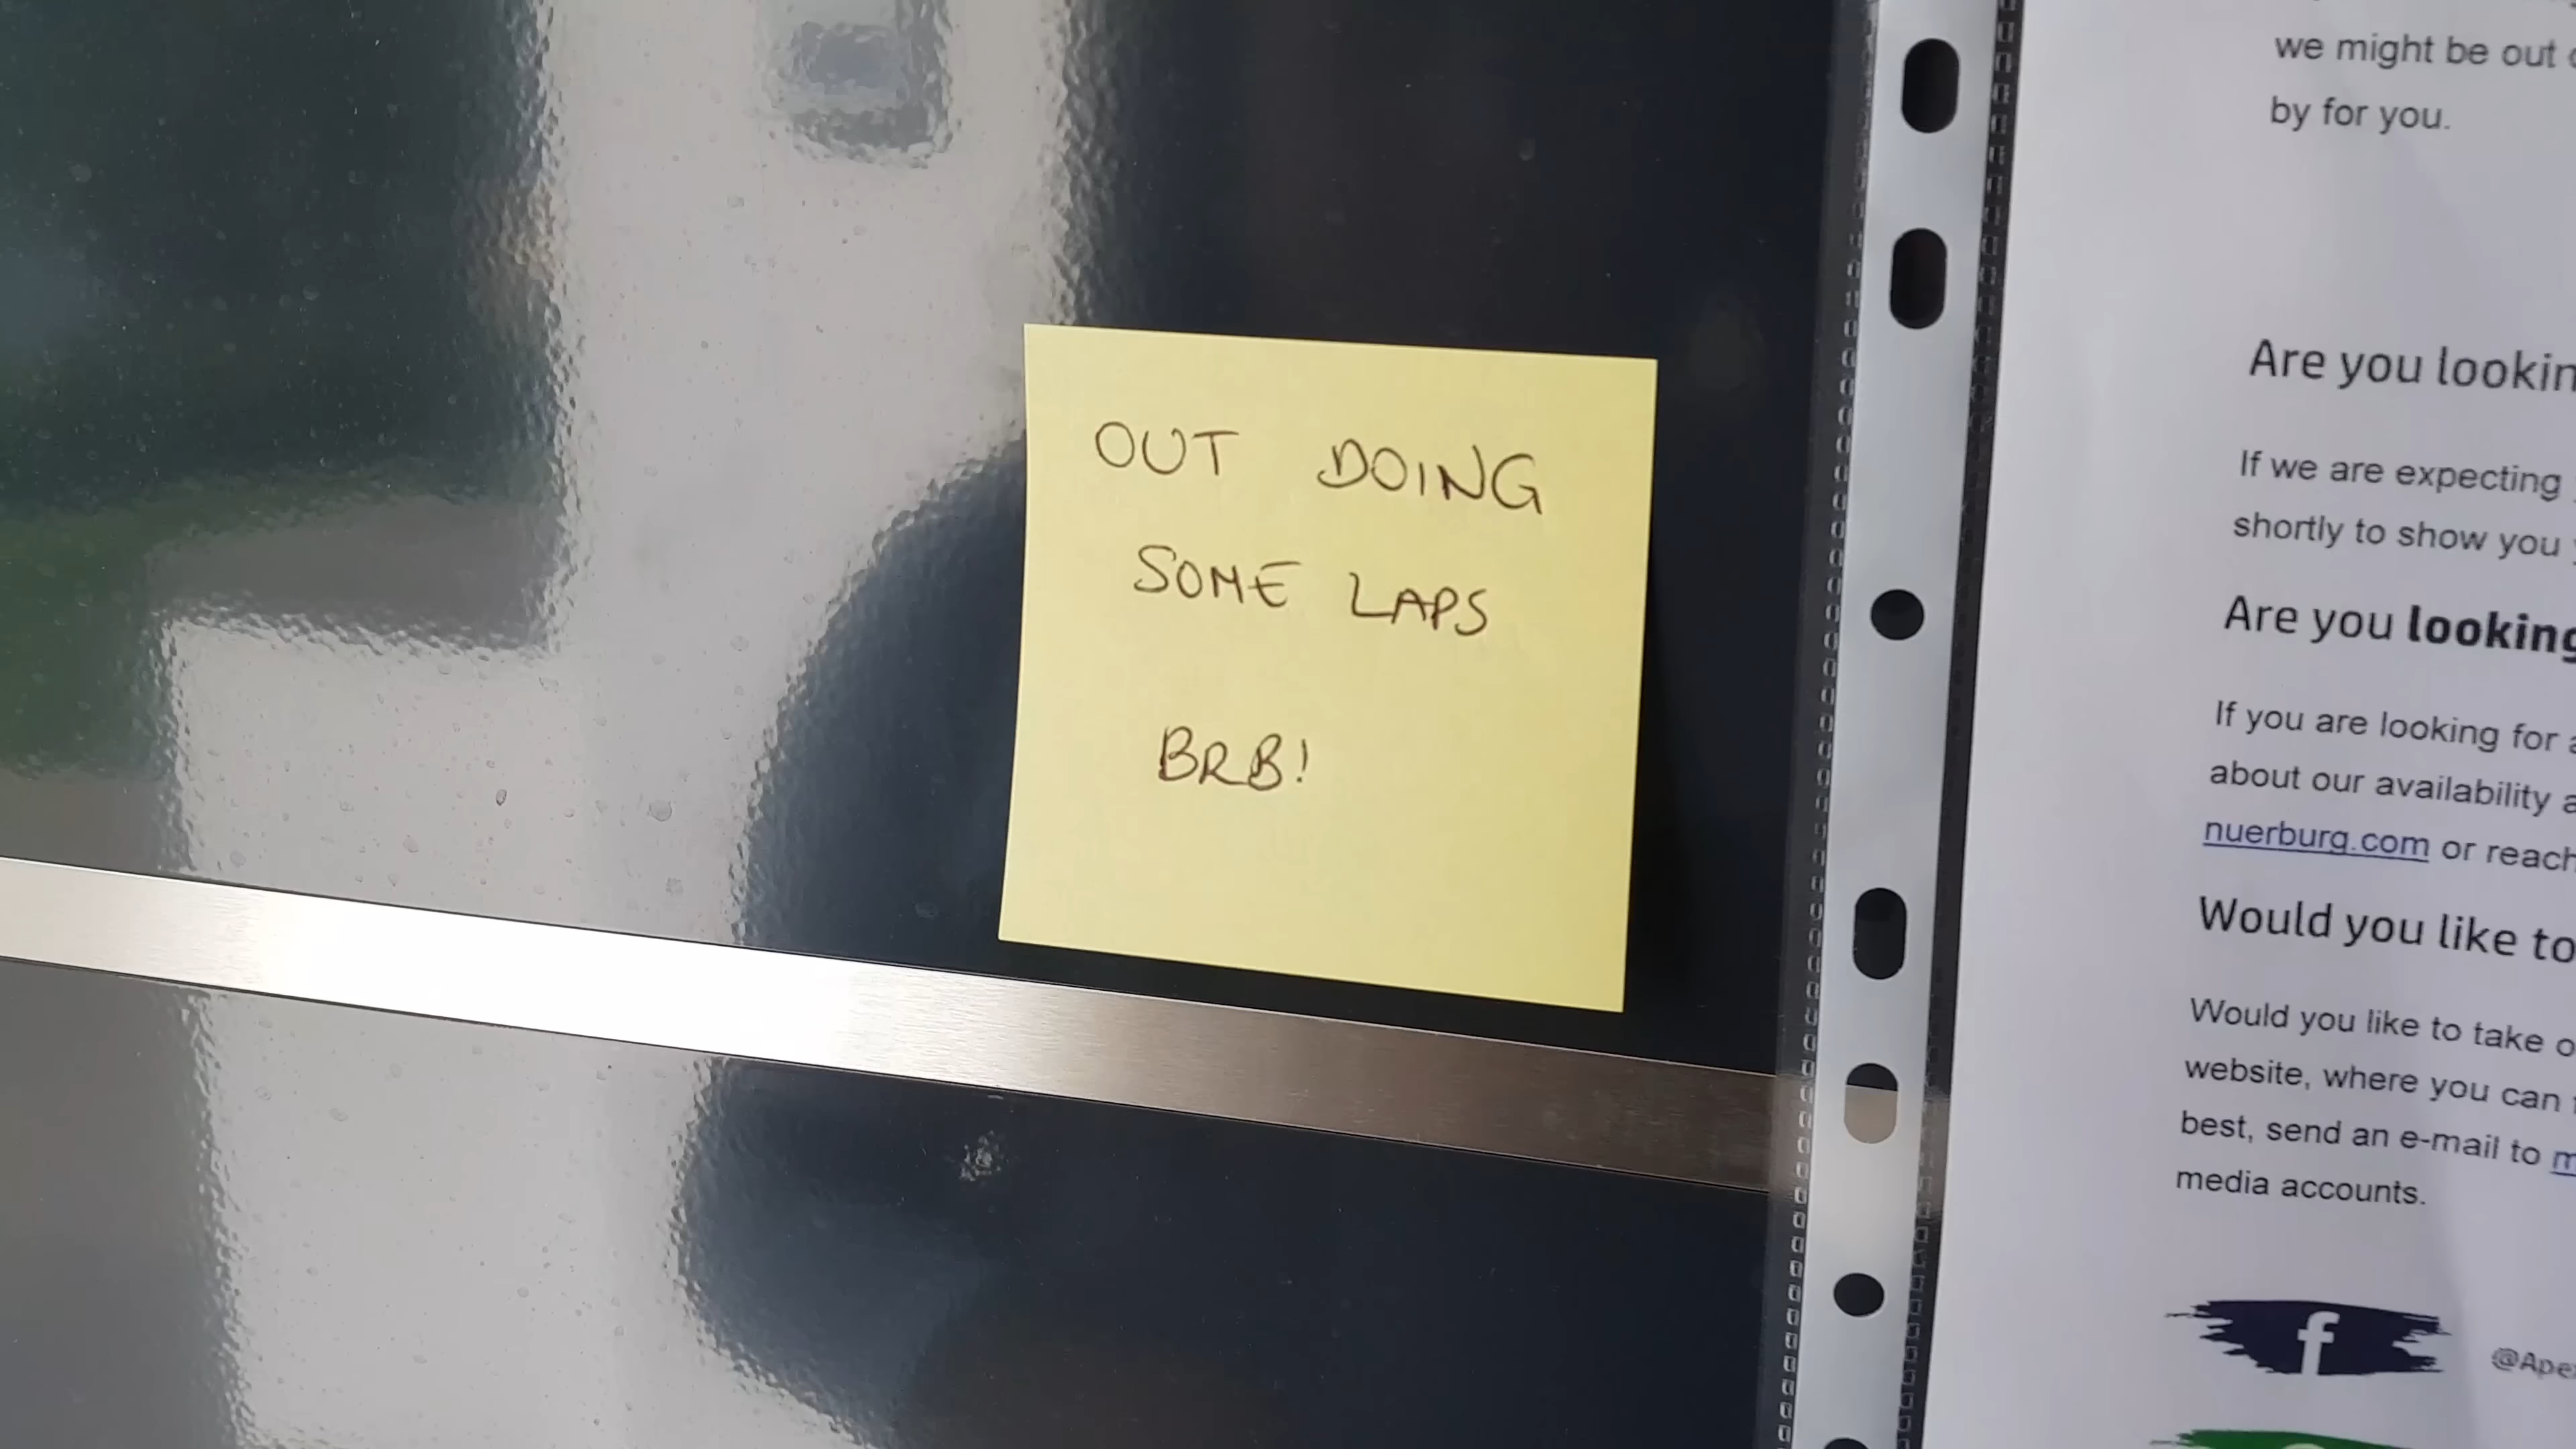 OUT DOING
SOME LAPS
BRB!
we might be out
by for you.
Are you
If we are expecting
shortly to show you
Are you looking
If you are looking for
about our availability
nuerburg.com or reach
Would you like to
Would you like to take
website, where you can
best, send an e-mail to
media accounts.
f